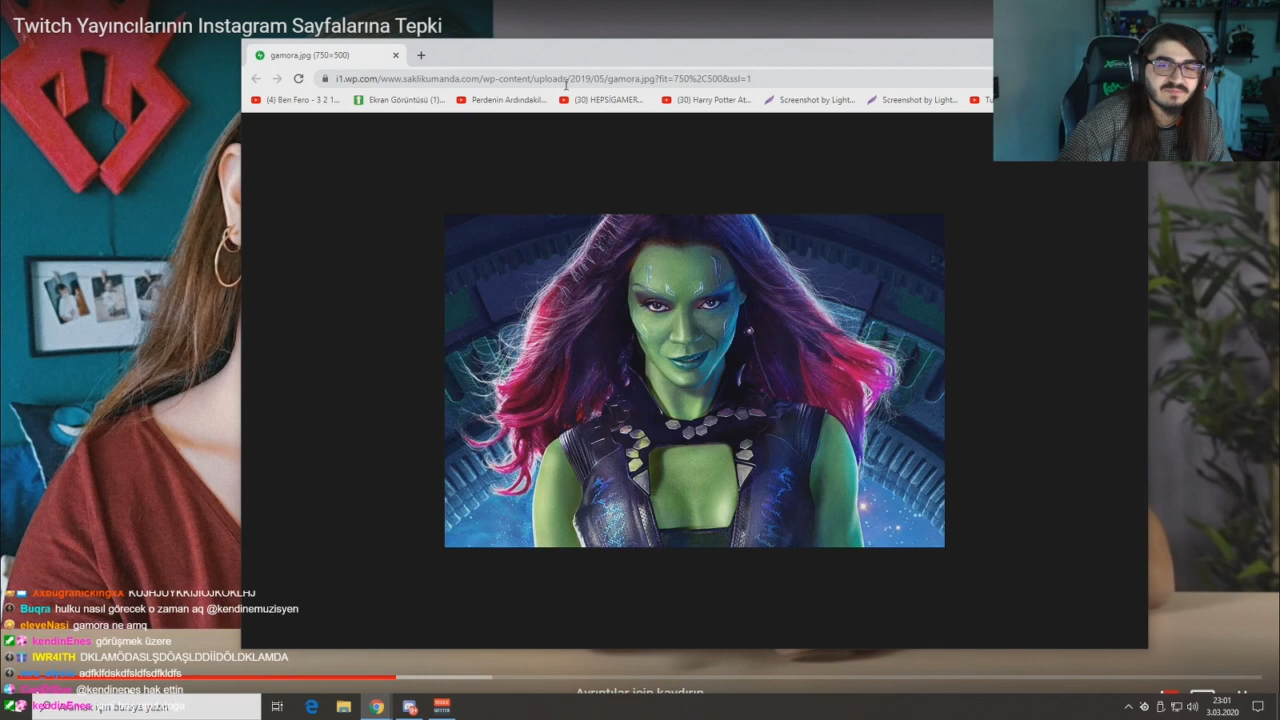 Twitch Yayıncılarının Instagram Sayfalarına Tepki
gamora.jpg (750×500)
i1.wp.com/www.saklikumanda.com/wp-content/uploads/2019/05/gamora.jpg?fit=750%2C500&ssl=1
(4) Ben Fero - 3 2 1...
Ekran Görüntüsü (1)...
Perdenin Ardındakil...
(30) HEPSİGAMER...
(30) Harry Potter At...
Screenshot by Light...
Screenshot by Light...
XxbugranickingxX KUJHJUYKKIJIOJKOKLHJ
Buqra hulku nasıl görecek o zaman aq @kendinemuzisyen
eleveNasi gamora ne amq
kendinEnes görüşmek üzere
IWR4ITH DKLAMÖDASLŞDÖAŞLDDİİDÖLDKLAMDA
adfklfdskdfsldfsdfkldfs
@kendinenes hak ettin
kendinEnes
Ayrıntılar için kaydırın
23:01
3.03.2020